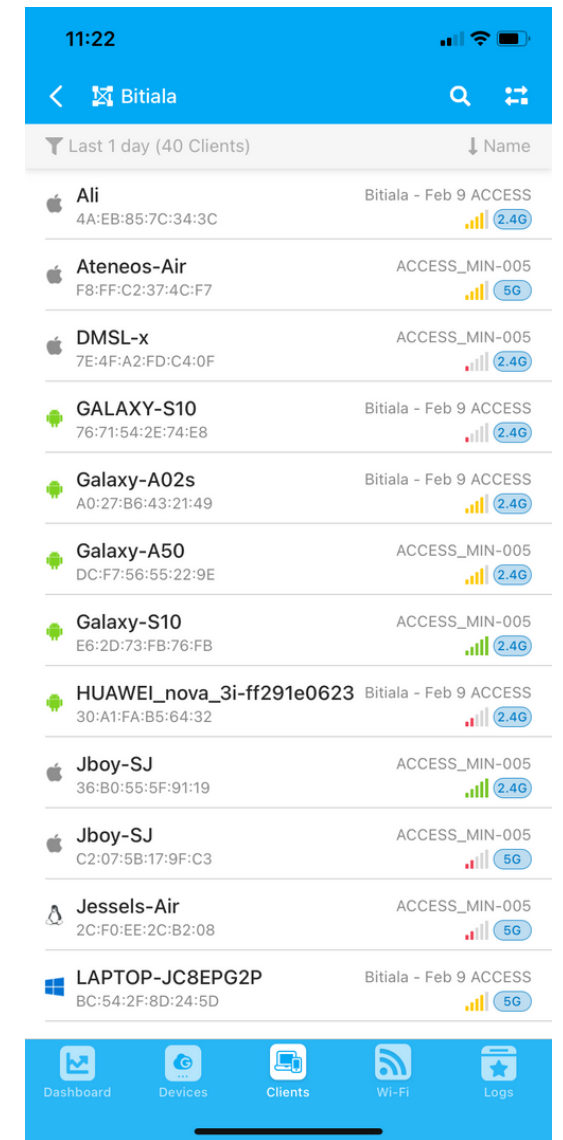 11:22
Bitiala
Last 1 day (40 Clients) Name
Ali Bitiala - Feb 9 ACCESS
4A:EB:85:7C:34:3C 2.4G
Ateneos-Air ACCESS_MIN-005
F8:FF:C2:37:4C:F7 5G
DMSL-x ACCESS_MIN-005
7E:4F:A2:FD:C4:0F 2.4G
GALAXY-S10 Bitiala - Feb 9 ACCESS
76:71:54:2E:74:E8 2.4G
Galaxy-A02s Bitiala - Feb 9 ACCESS
A0:27:B6:43:21:49 2.4G
Galaxy-A50 ACCESS_MIN-005
DC:F7:56:55:22:9E 2.4G
Galaxy-S10 ACCESS_MIN-005
E6:2D:73:FB:76:FB 2.4G
HUAWEI_nova_3i-ff291e0623 Bitiala - Feb 9 ACCESS
30:A1:FA:B5:64:32 2.4G
Jboy-SJ ACCESS_MIN-005
36:B0:55:5F:91:19 2.4G
Jboy-SJ ACCESS_MIN-005
C2:07:5B:17:9F:C3 5G
Jessels-Air ACCESS_MIN-005
2C:F0:EE:2C:B2:08 5G
LAPTOP-JC8EPG2P Bitiala - Feb 9 ACCESS
BC:54:2F:8D:24:5D 5G
Dashboard Devices Clients Wi-Fi Logs